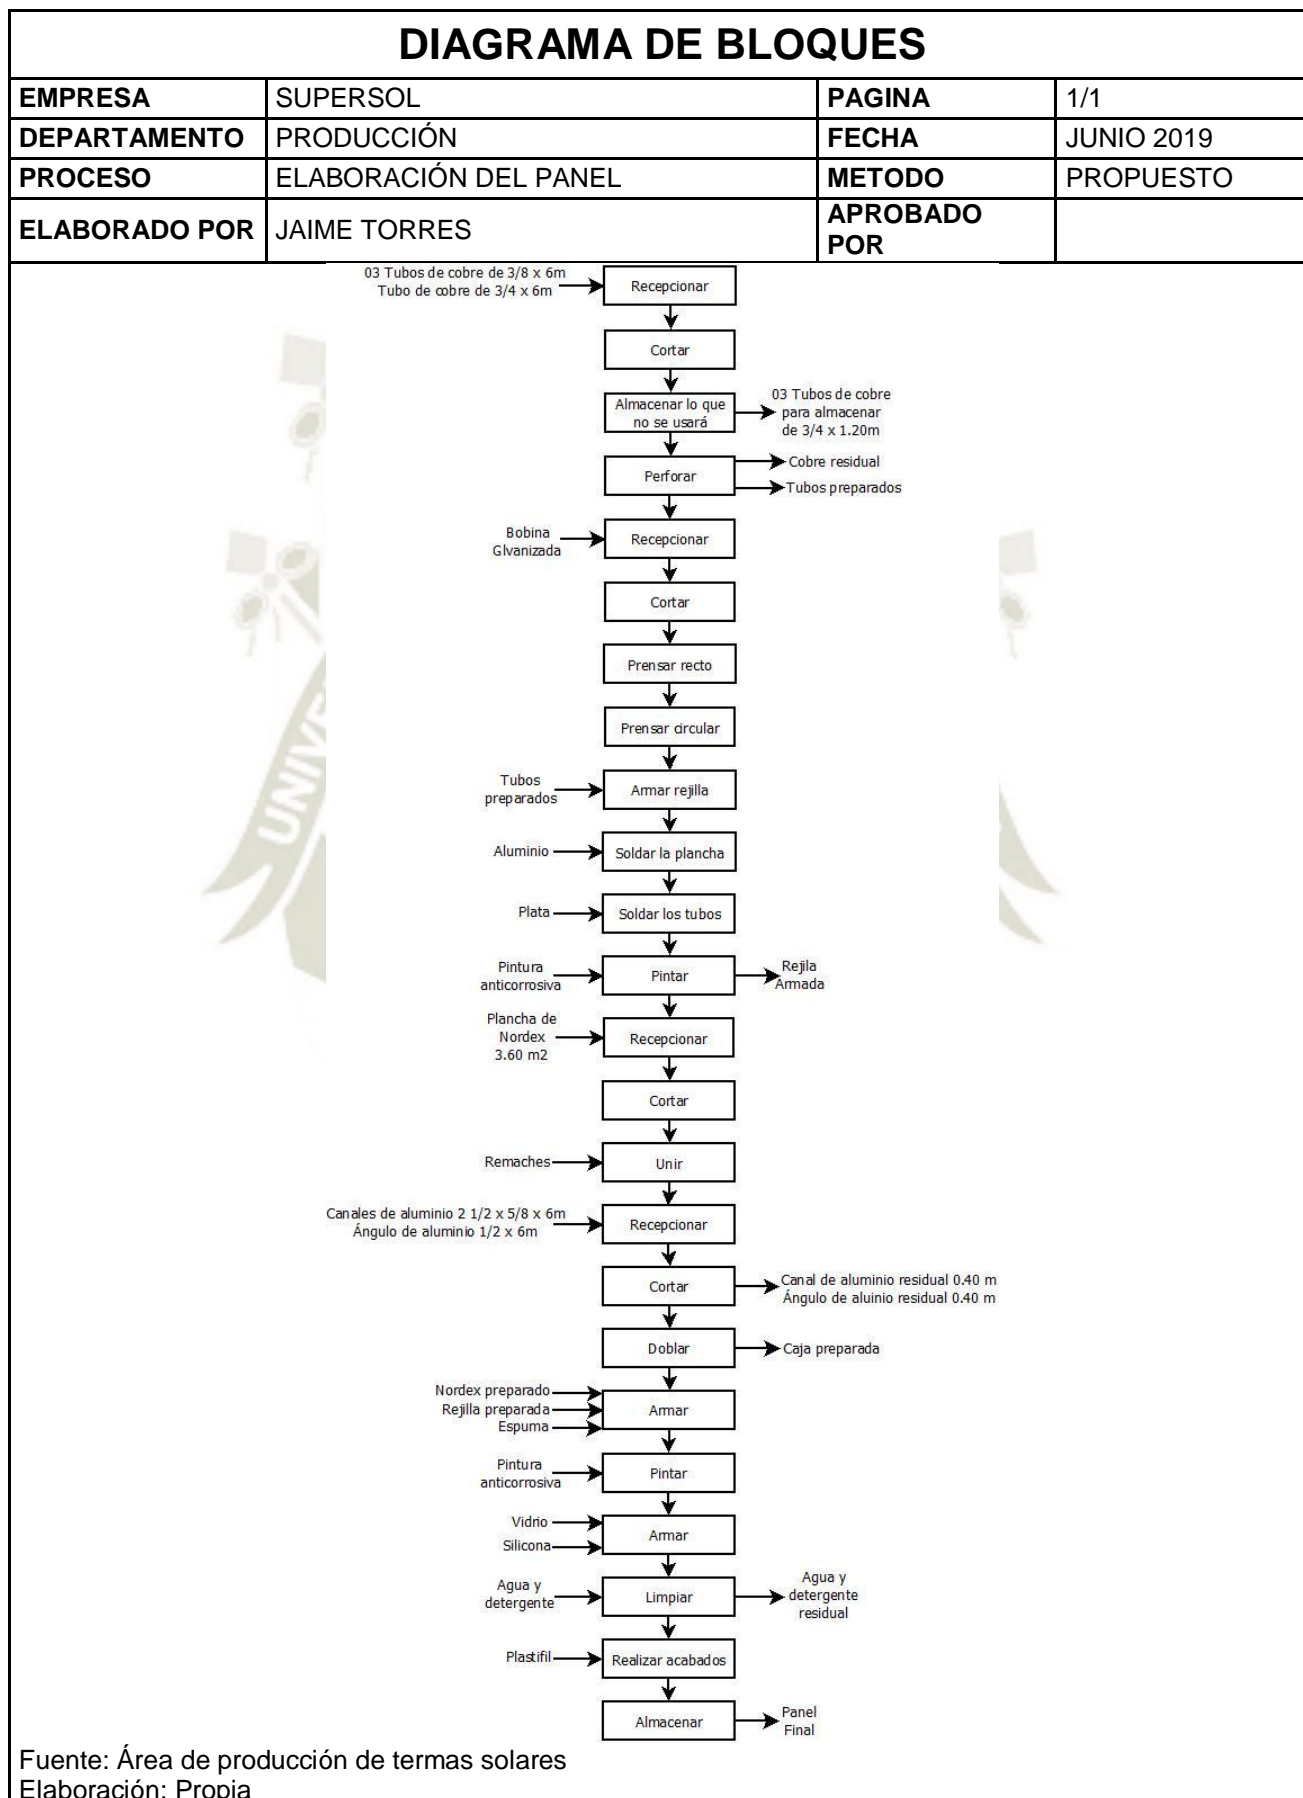 DIAGRAMA DE BLOQUES
EMPRESA SUPERSOL PAGINA 1/1
DEPARTAMENTO PRODUCCIÓN FECHA JUNIO 2019
PROCESO ELABORACIÓN DEL PANEL METODO PROPUESTO
ELABORADO POR JAIME TORRES APROBADO
POR
03 Tubos de cobre de 3/8 x 6m
Tubo de cobre de 3/4 x 6m
Recepcionar
Cortar
Almacenar lo que
no se usará
03 Tubos de cobre
para almacenar
de 3/4 x 1.20m
Perforar
Cobre residual
Tubos preparados
Bobina
Glvanizada
Recepcionar
Cortar
Prensar recto
Prensar circular
Tubos
preparados
Armar rejilla
Aluminio
Soldar la plancha
Plata
Soldar los tubos
Pintura
anticorrosiva
Pintar
Rejila
Armada
Plancha de
Nordex
3.60 m2
Recepcionar
Cortar
Remaches
Unir
Canales de aluminio 2 1/2 x 5/8 x 6m
Ángulo de aluminio 1/2 x 6m
Recepcionar
Cortar
Canal de aluminio residual 0.40 m
Ángulo de aluinio residual 0.40 m
Doblar
Caja preparada
Nordex preparado
Rejilla preparada
Espuma
Armar
Pintura
anticorrosiva
Pintar
Vidrio
Silicona
Armar
Agua y
detergente
Limpiar
Agua y
detergente
residual
Plastifil
Realizar acabados
Almacenar
Panel
Final
Fuente: Área de producción de termas solares
Elaboración: Propia